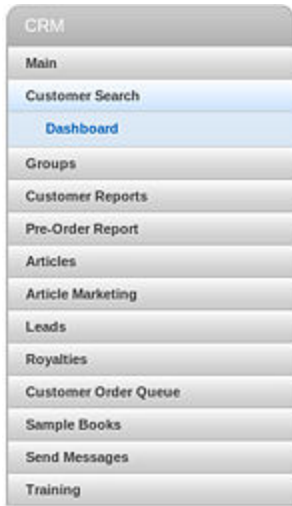 CRM
Main
Customer Search
Dashboard
Groups
Customer Reports
Pre-Order Report
Articles
Article Marketing
Leads
Royalties
Customer Order Queue
Sample Books
Send Messages
Training